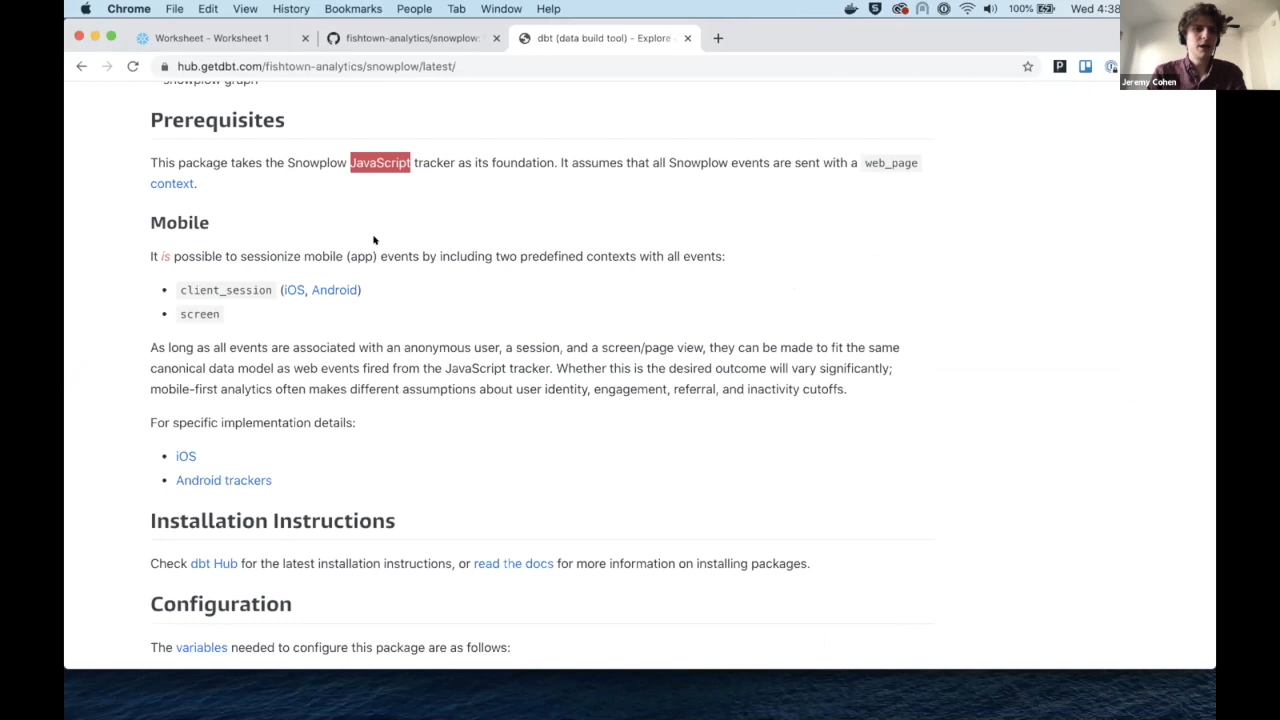 Chrome File Edit View History Bookmarks People Tab Window Help 100% Wed 4:38
Worksheet - Worksheet 1 fishtown-analytics/snowplow: dbt (data build tool) - Explore
hub.getdbt.com/fishtown-analytics/snowplow/latest/
Jeremy Cohen
snowplow graph
Prerequisites
This package takes the Snowplow JavaScript tracker as its foundation. It assumes that all Snowplow events are sent with a web_page
context.
Mobile
It is possible to sessionize mobile (app) events by including two predefined contexts with all events:
• client_session (iOS, Android)
• screen
As long as all events are associated with an anonymous user, a session, and a screen/page view, they can be made to fit the same
canonical data model as web events fired from the JavaScript tracker. Whether this is the desired outcome will vary significantly;
mobile-first analytics often makes different assumptions about user identity, engagement, referral, and inactivity cutoffs.
For specific implementation details:
• iOS
• Android trackers
Installation Instructions
Check dbt Hub for the latest installation instructions, or read the docs for more information on installing packages.
Configuration
The variables needed to configure this package are as follows: